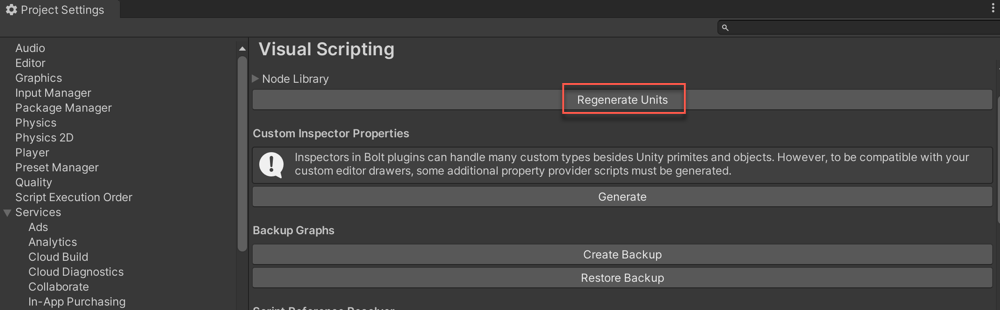 Project Settings
Audio
Editor
Graphics
Input Manager
Package Manager
Physics
Physics 2D
Player
Preset Manager
Quality
Script Execution Order
Services
Ads
Analytics
Cloud Build
Cloud Diagnostics
Collaborate
In-App Purchasing
Visual Scripting
Node Library
Regenerate Units
Custom Inspector Properties
Inspectors in Bolt plugins can handle many custom types besides Unity primites and objects. However, to be compatible with your
custom editor drawers, some additional property provider scripts must be generated.
Generate
Backup Graphs
Create Backup
Restore Backup
Script Reference Resolver